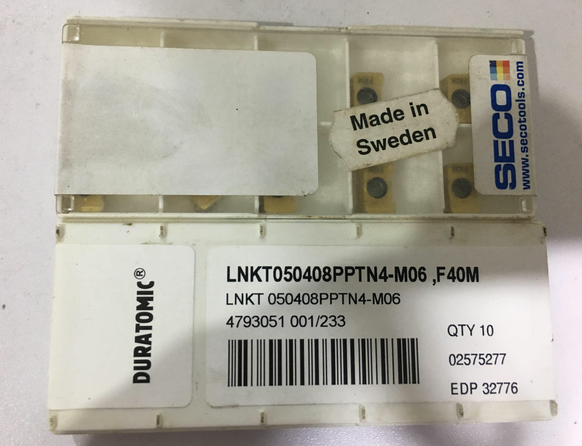 Made in
Sweden
SECO
www.secotools.com
DURATOMIC®
LNKT050408PPTN4-M06 ,F40M
LNKT 050408PPTN4-M06
4793051 001/233
QTY 10
02575277
EDP 32776